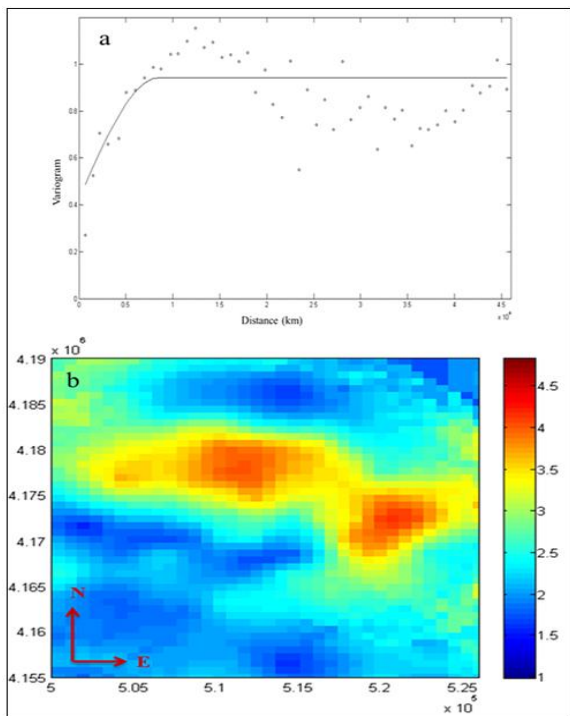 a
1
0.8
0.6
0.4
0.2
0
Variogram
0 0.5 1 1.5 2 2.5 3 3.5 4 4.5
x 10⁴
Distance (km)
x 10⁶
b
4.19
4.185
4.18
4.175
4.17
4.165
4.16
4.155
N
E
5 5.05 5.1 5.15 5.2 5.25
x 10⁵
4.5
4
3.5
3
2.5
2
1.5
1